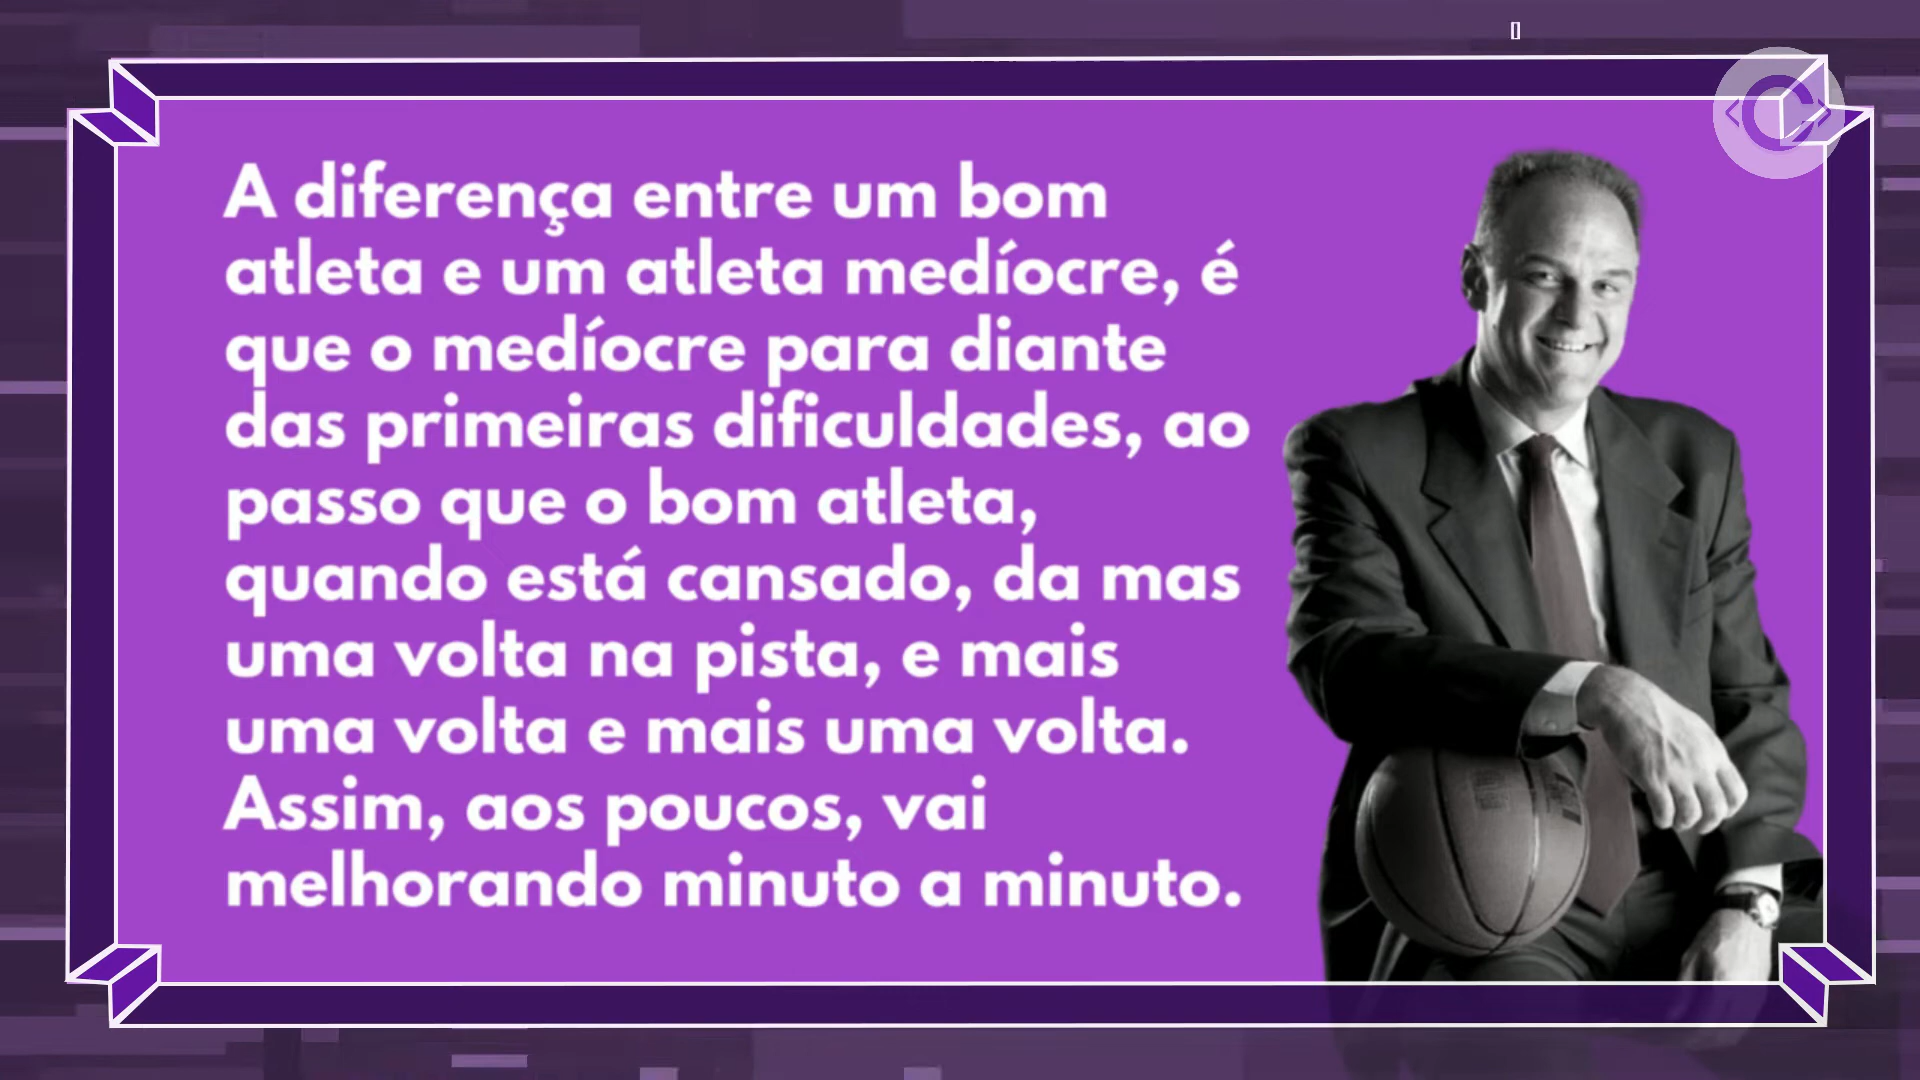 A diferença entre um bom
atleta e um atleta medíocre, é
que o medíocre para diante
das primeiras dificuldades, ao
passo que o bom atleta,
quando está cansado, da mas
uma volta na pista, e mais
uma volta e mais uma volta.
Assim, aos poucos, vai
melhorando minuto a minuto.